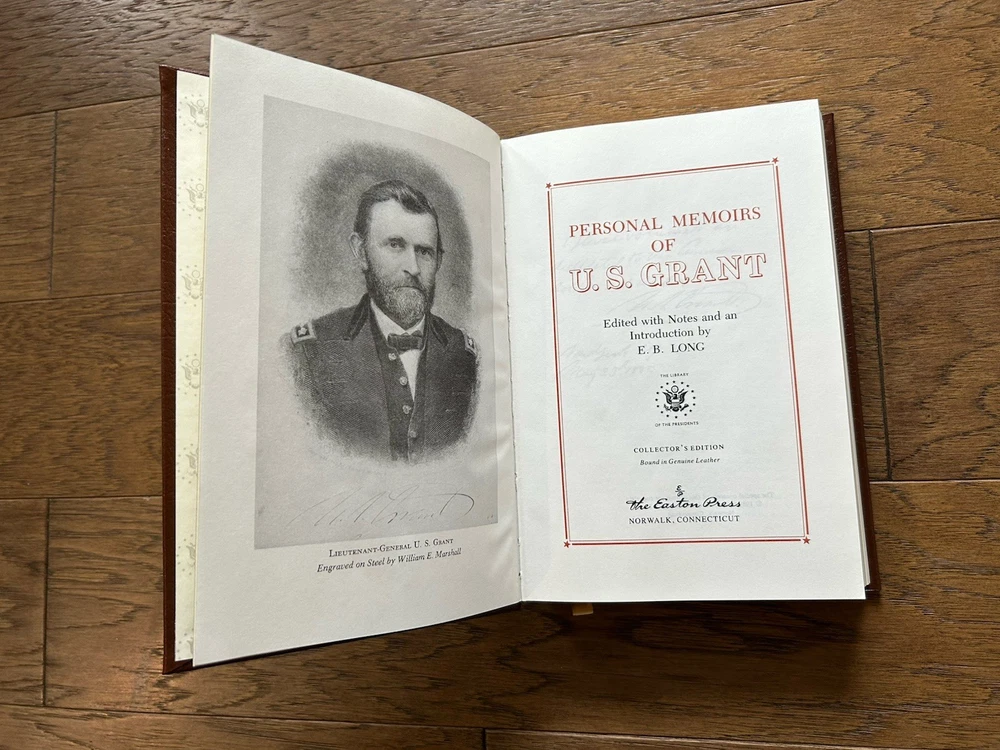 LIEUTENANT-GENERAL U. S. GRANT
Engraved on Steel by William E. Marshall
PERSONAL MEMOIRS
OF
U. S. GRANT
Edited with Notes and an
Introduction by
E. B. LONG
THE LIBRARY
OF THE PRESIDENTS
COLLECTOR'S EDITION
Bound in Genuine Leather
The Easton Press
NORWALK, CONNECTICUT